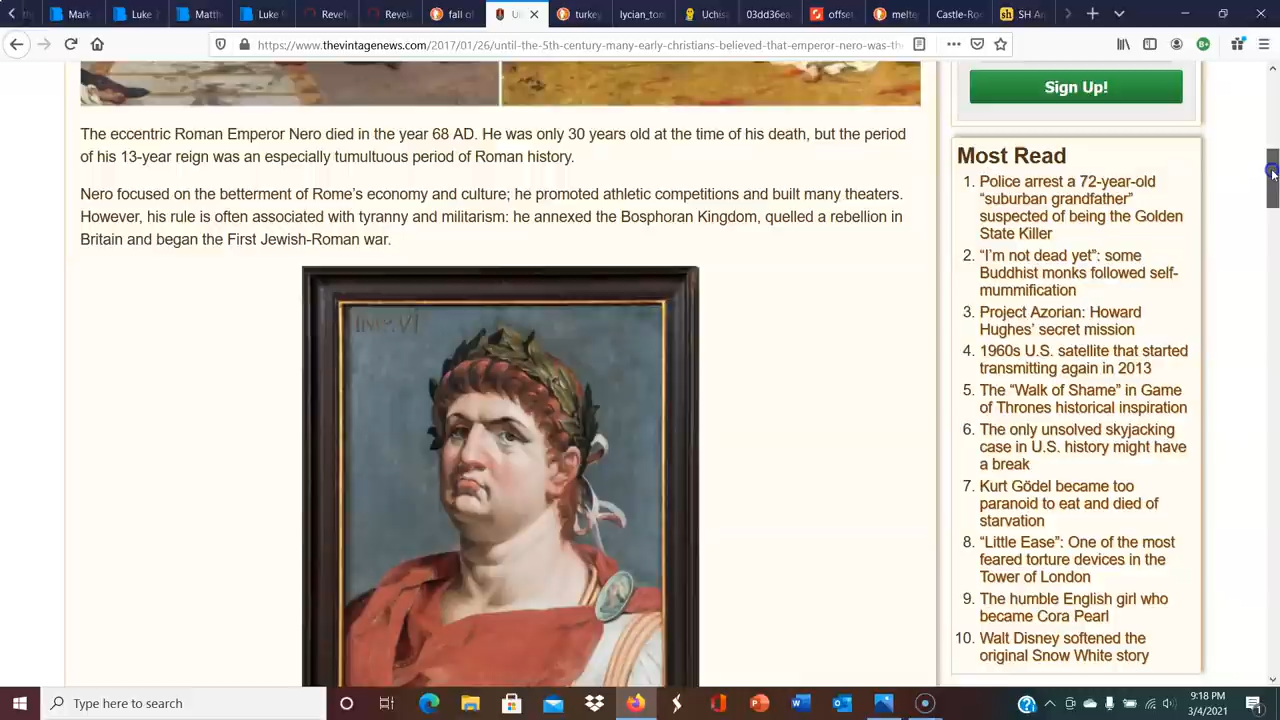 Mark
Luke
Matthe
Luke
Revela
Revela
fall of
turkey
lycian_tom
Uchisa
03dd36eac
offset
melter
Castle-Roc
SH Ar
https://www.thevintagenews.com/2017/01/26/until-the-5th-century-many-early-christians-believed-that-emperor-nero-was-th
Sign Up!
The eccentric Roman Emperor Nero died in the year 68 AD. He was only 30 years old at the time of his death, but the period
of his 13-year reign was an especially tumultuous period of Roman history.
Nero focused on the betterment of Rome's economy and culture; he promoted athletic competitions and built many theaters.
However, his rule is often associated with tyranny and militarism: he annexed the Bosphoran Kingdom, quelled a rebellion in
Britain and began the First Jewish-Roman war.
Most Read
1. Police arrest a 72-year-old
“suburban grandfather”
suspected of being the Golden
State Killer
2. “I’m not dead yet”: some
Buddhist monks followed self-
mummification
3. Project Azorian: Howard
Hughes’ secret mission
4. 1960s U.S. satellite that started
transmitting again in 2013
5. The “Walk of Shame” in Game
of Thrones historical inspiration
6. The only unsolved skyjacking
case in U.S. history might have
a break
7. Kurt Gödel became too
paranoid to eat and died of
starvation
8. “Little Ease”: One of the most
feared torture devices in the
Tower of London
9. The humble English girl who
became Cora Pearl
10. Walt Disney softened the
original Snow White story
Type here to search
9:18 PM
3/4/2021